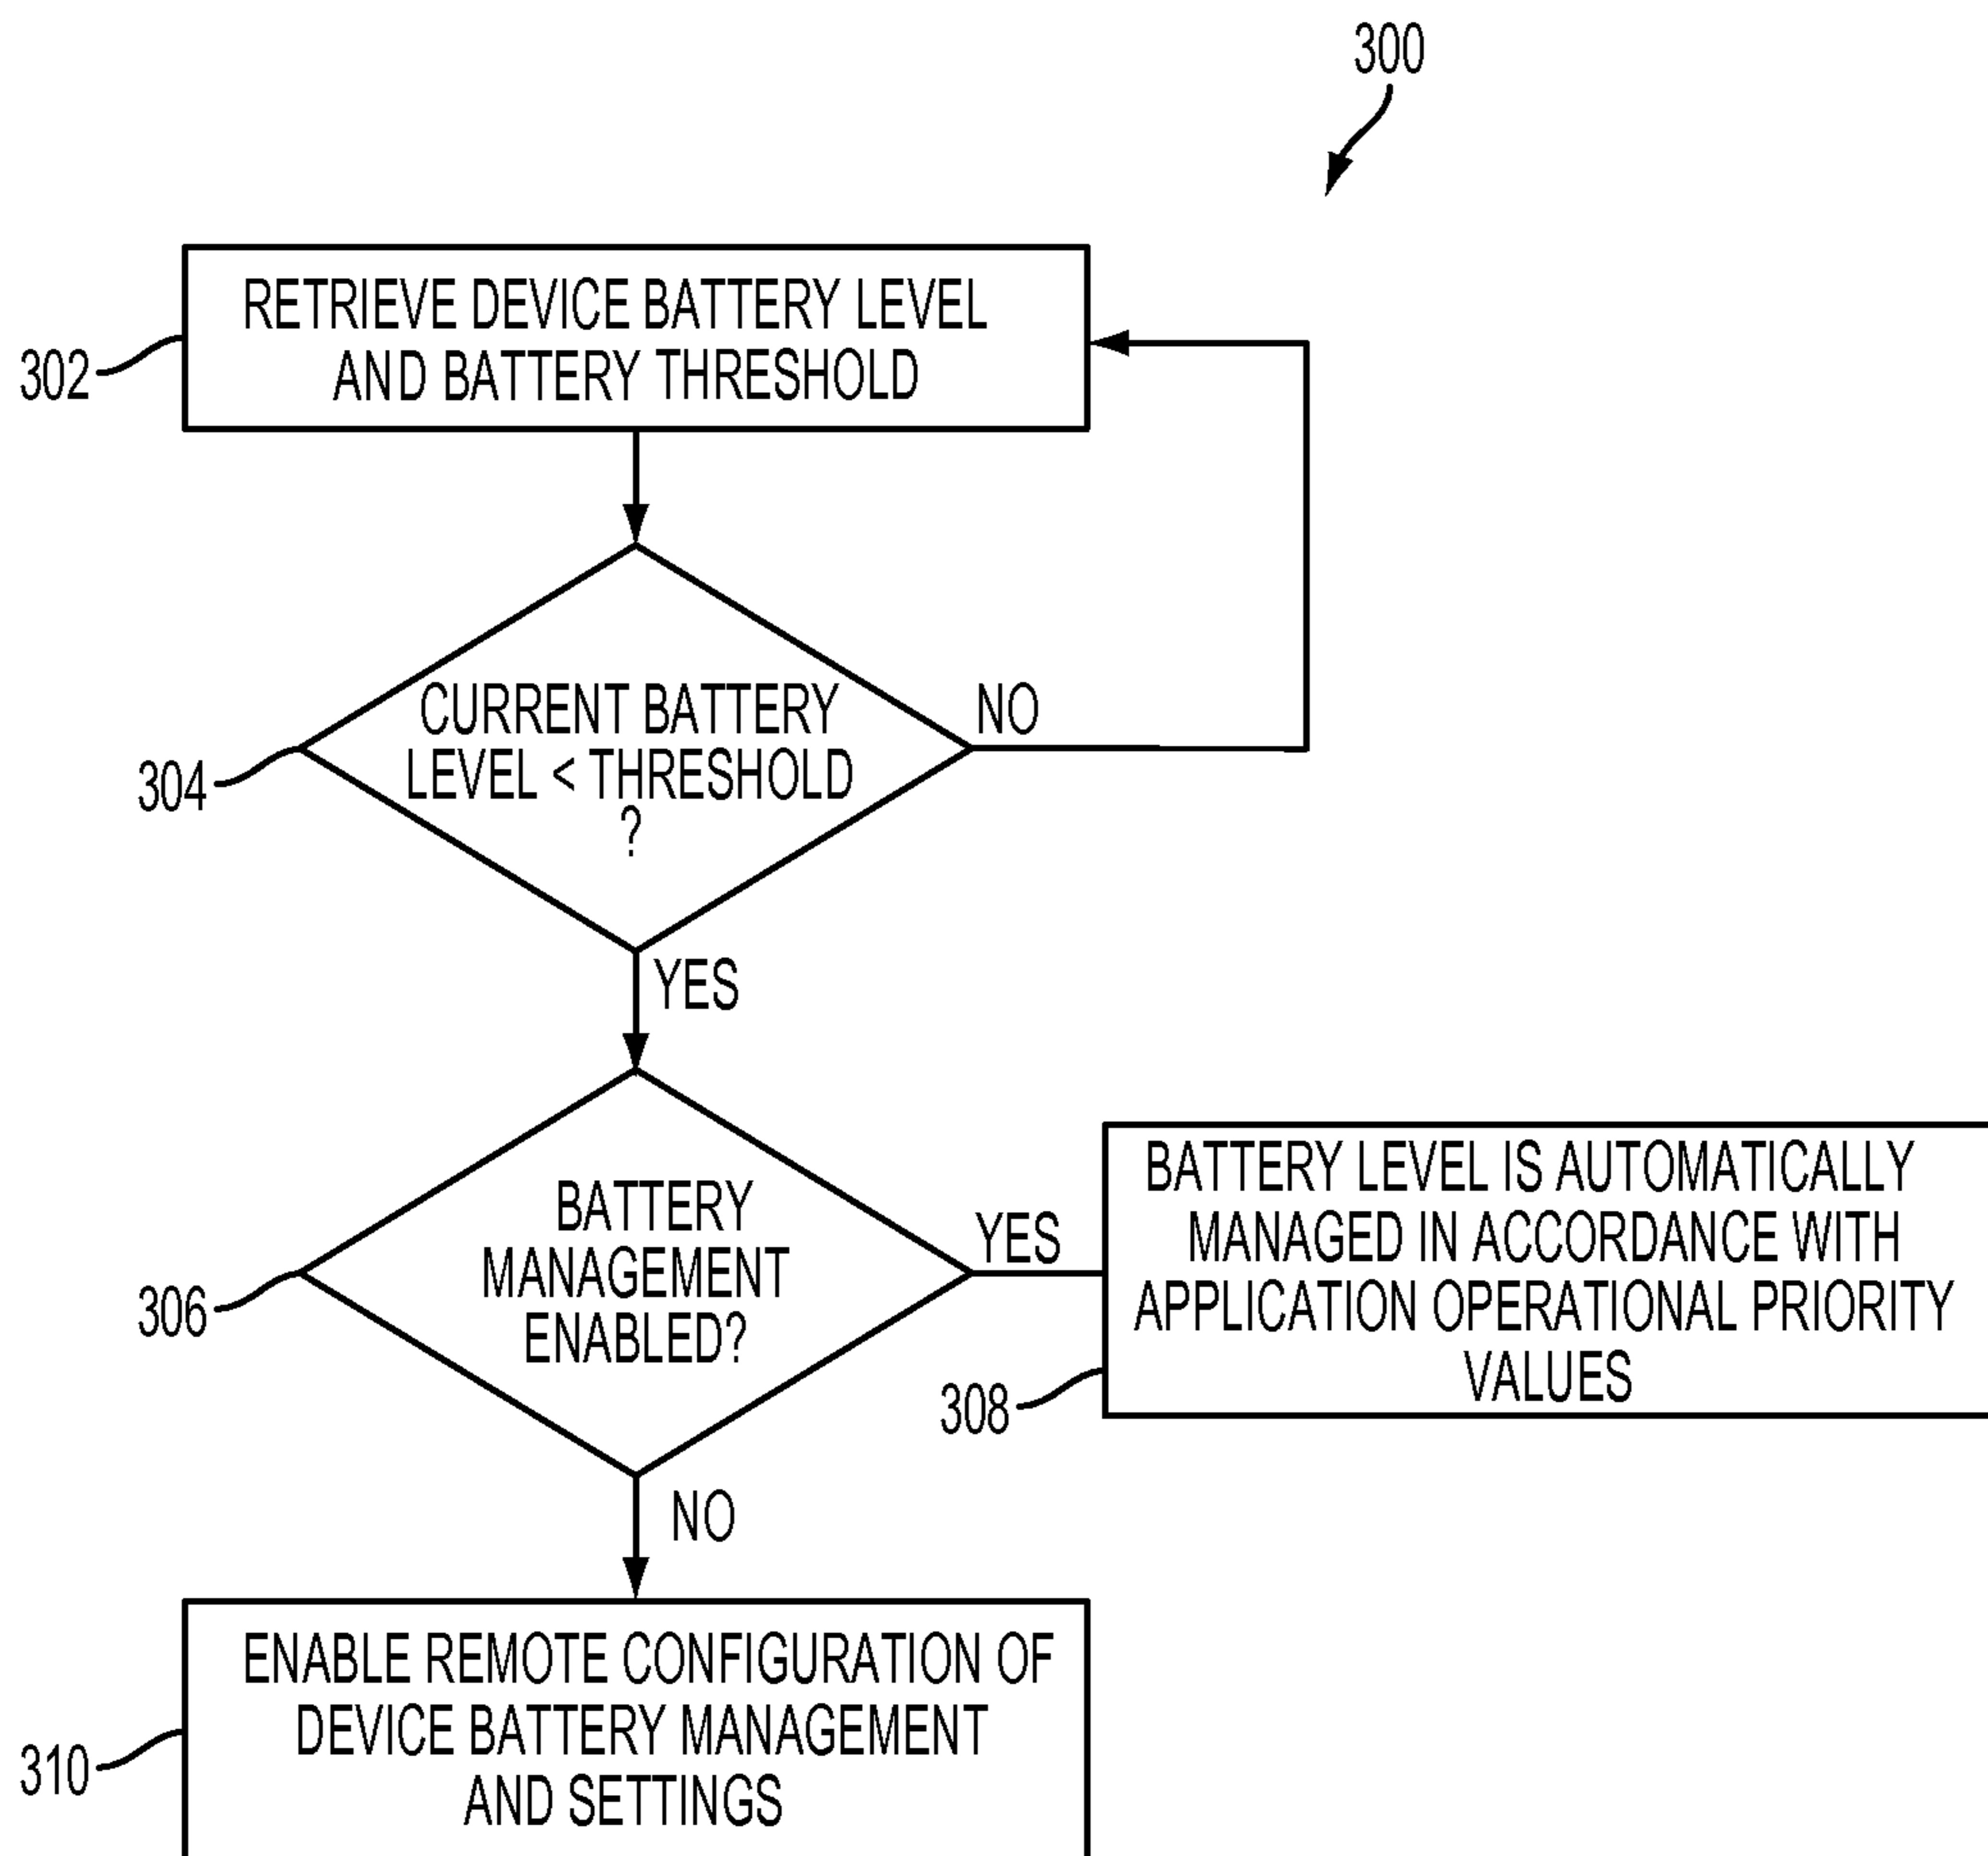 300
RETRIEVE DEVICE BATTERY LEVEL
AND BATTERY THRESHOLD
302
CURRENT BATTERY
LEVEL < THRESHOLD
?
NO
304
YES
BATTERY
MANAGEMENT
ENABLED?
306
YES
BATTERY LEVEL IS AUTOMATICALLY
MANAGED IN ACCORDANCE WITH
APPLICATION OPERATIONAL PRIORITY
VALUES
308
NO
ENABLE REMOTE CONFIGURATION OF
DEVICE BATTERY MANAGEMENT
AND SETTINGS
310